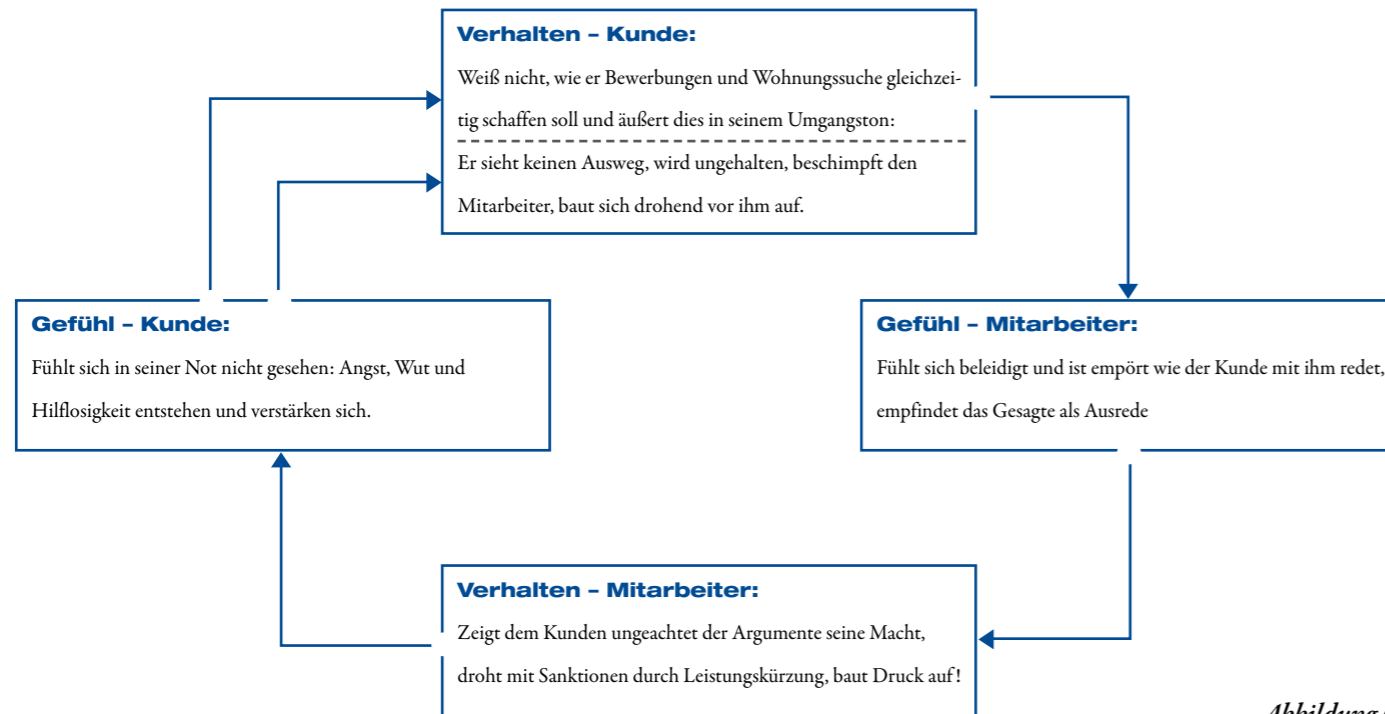 Verhalten – Kunde:
Weiß nicht, wie er Bewerbungen und Wohnungssuche gleichzei-
tig schaffen soll und äußert dies in seinem Umgangston:
Er sieht keinen Ausweg, wird ungehalten, beschimpft den
Mitarbeiter, baut sich drohend vor ihm auf.
Gefühl – Kunde:
Fühlt sich in seiner Not nicht gesehen: Angst, Wut und
Hilflosigkeit entstehen und verstärken sich.
Gefühl – Mitarbeiter:
Fühlt sich beleidigt und ist empört wie der Kunde mit ihm redet,
empfindet das Gesagte als Ausrede
Verhalten – Mitarbeiter:
Zeigt dem Kunden ungeachtet der Argumente seine Macht,
droht mit Sanktionen durch Leistungskürzung, baut Druck auf!
Abbildung